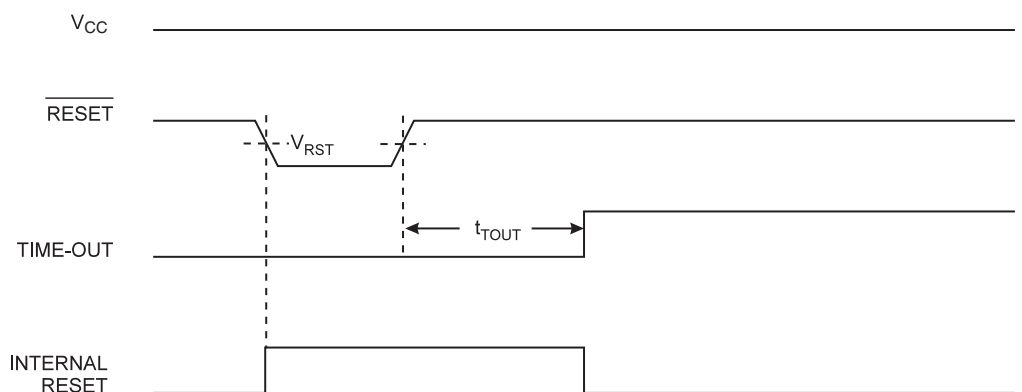 VCC
RESET
VRST
tTOUT
TIME-OUT
INTERNAL
RESET